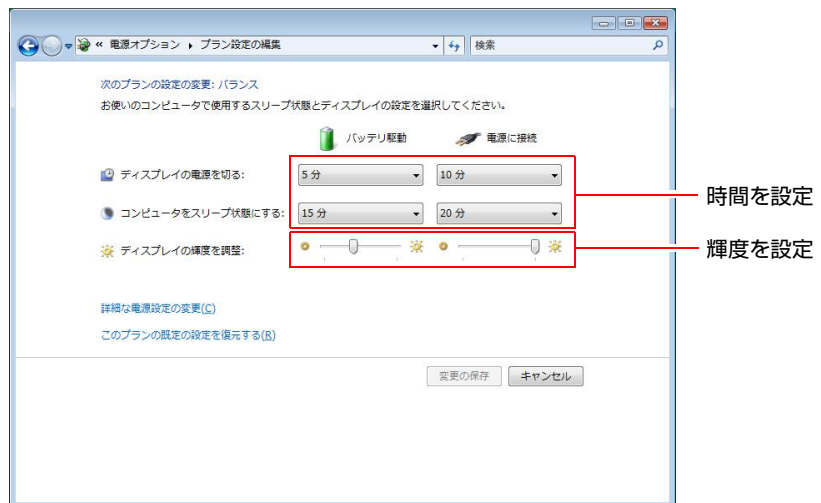 « 電源オプション ▸ プラン設定の編集
検索
次のプランの設定の変更: バランス
お使いのコンピュータで使用するスリープ状態とディスプレイの設定を選択してください。
バッテリ駆動 電源に接続
ディスプレイの電源を切る: 5 分 10 分
時間を設定
コンピュータをスリープ状態にする: 15 分 20 分
輝度を設定
ディスプレイの輝度を調整:
詳細な電源設定の変更(C)
このプランの既定の設定を復元する(R)
変更の保存 キャンセル